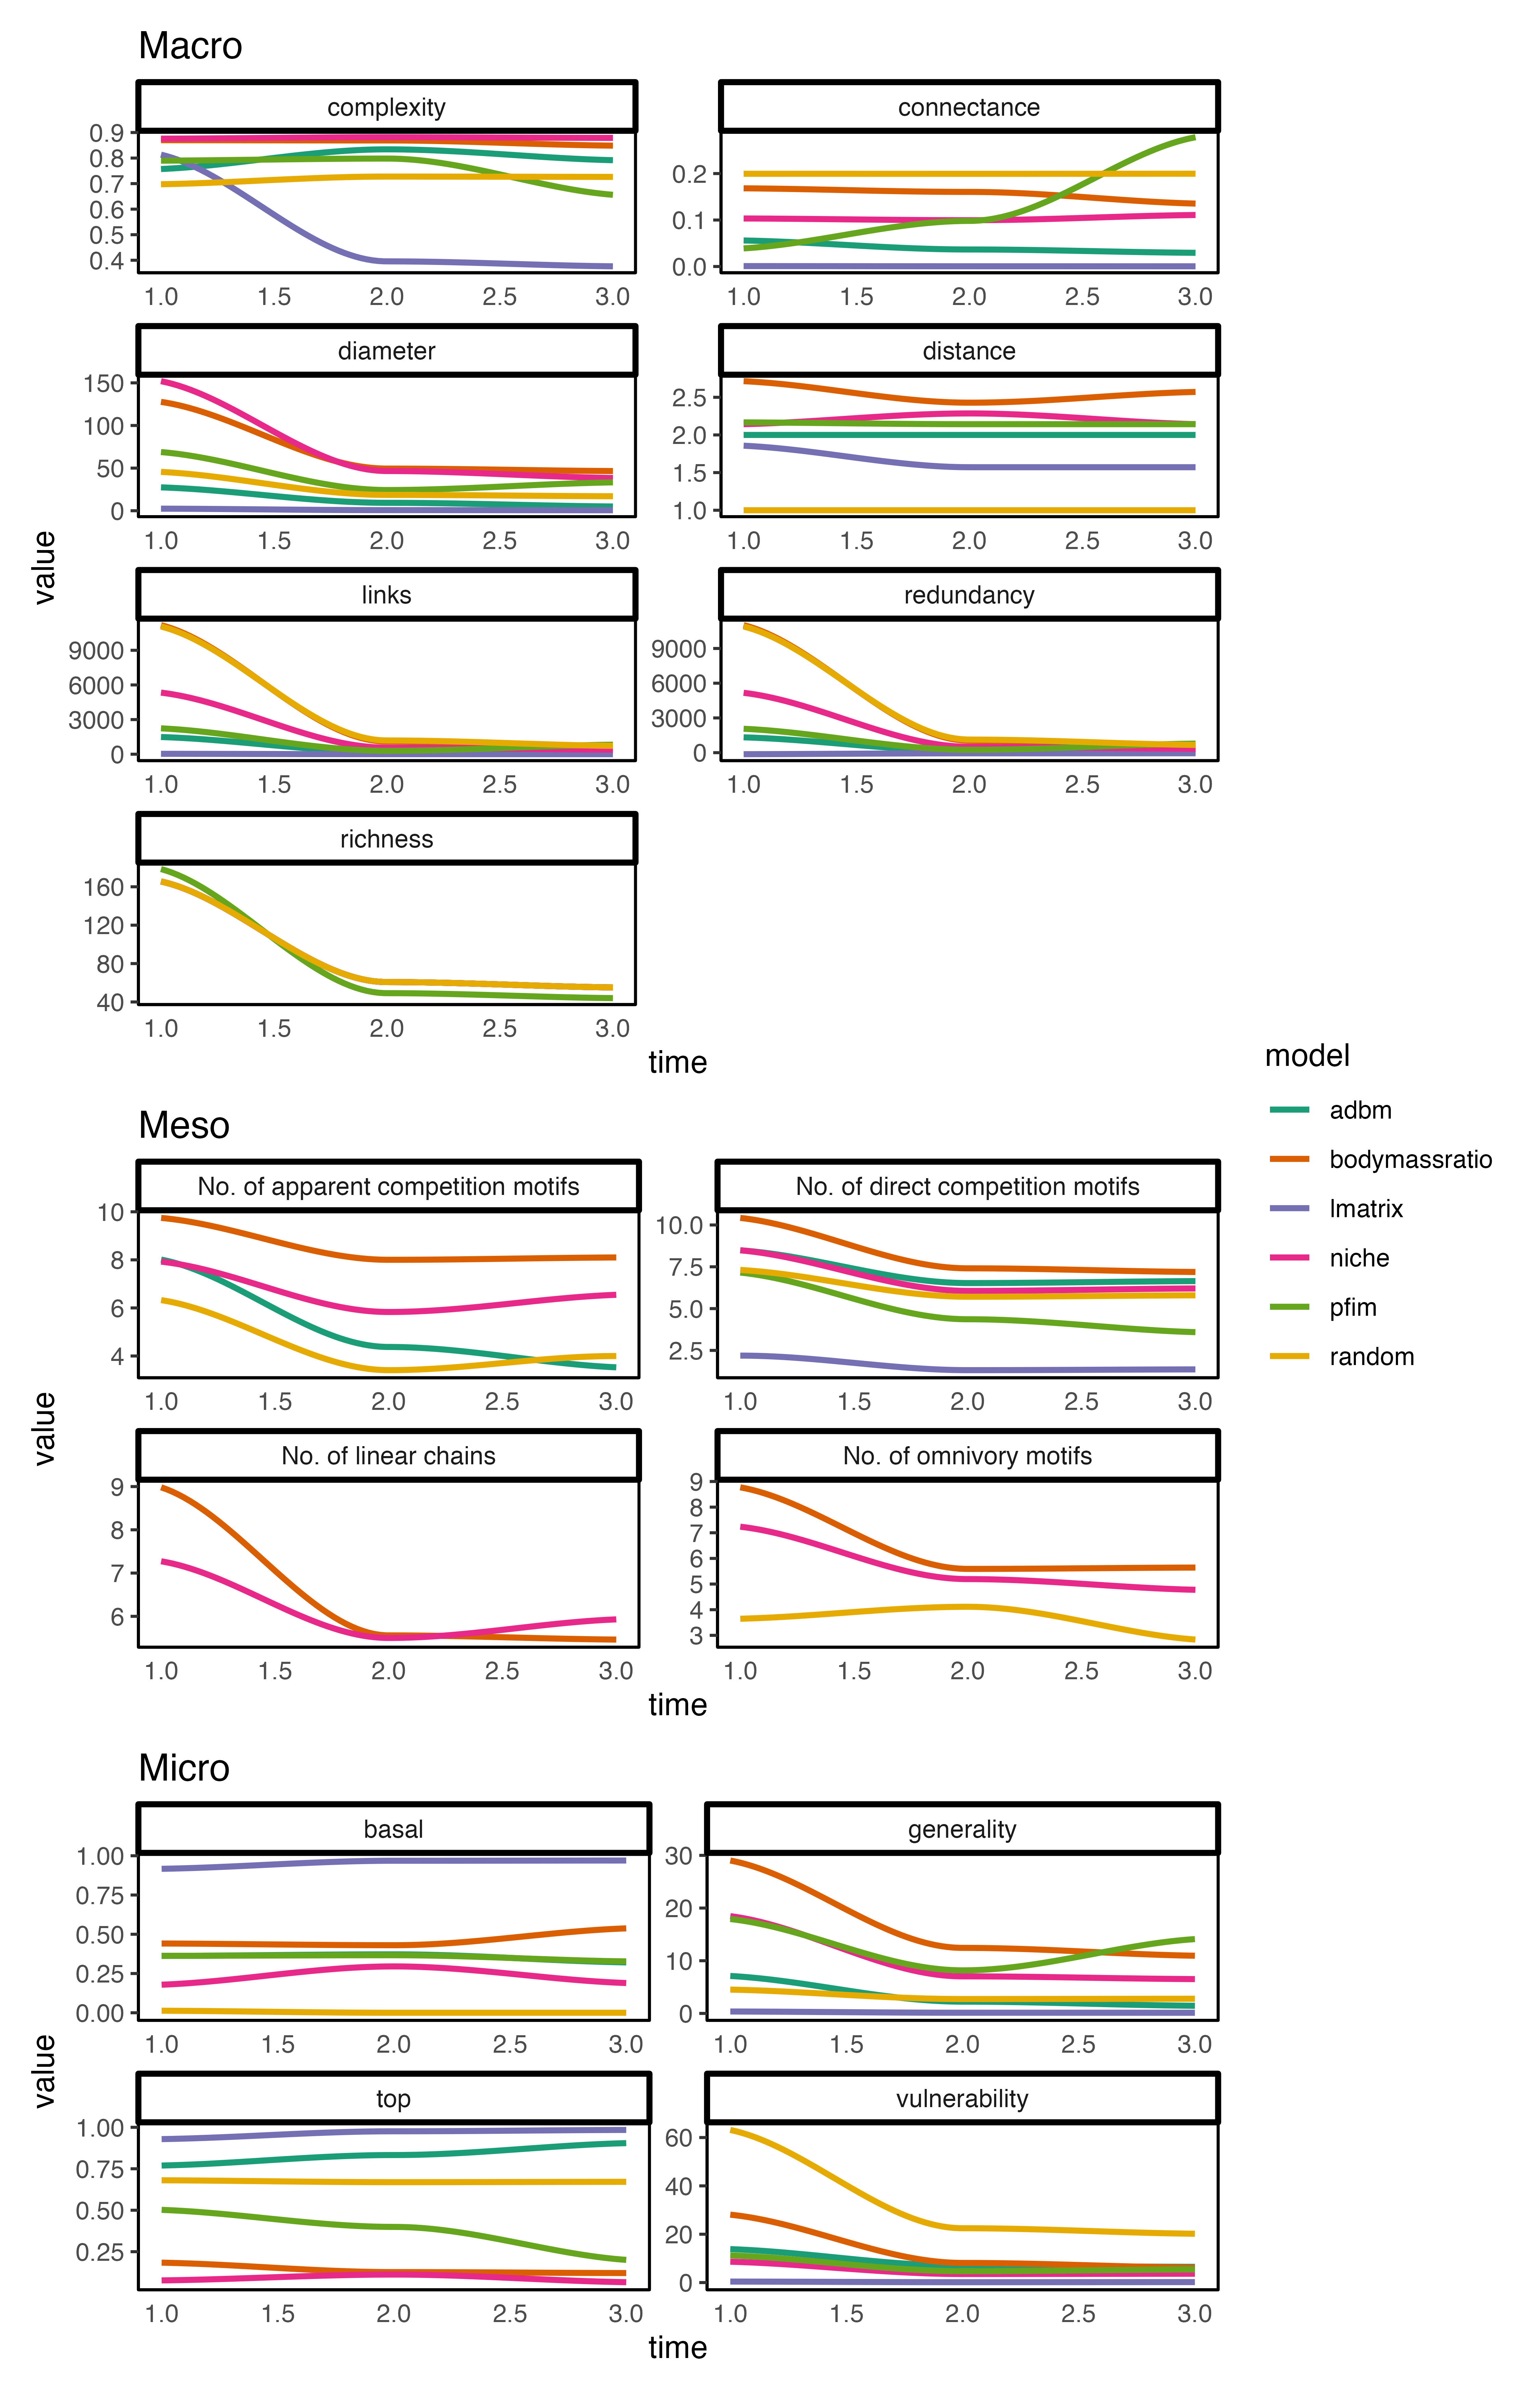 Macro
complexity
connectance
0.9
0.8
0.7
0.6
0.5
0.4
1.0 1.5 2.0 2.5 3.0
0.2
0.1
0.0
1.0 1.5 2.0 2.5 3.0
diameter
distance
150
100
50
0
1.0 1.5 2.0 2.5 3.0
2.5
2.0
1.5
1.0
1.0 1.5 2.0 2.5 3.0
value
links
redundancy
9000
6000
3000
0
1.0 1.5 2.0 2.5 3.0
9000
6000
3000
0
1.0 1.5 2.0 2.5 3.0
richness
160
120
80
40
1.0 1.5 2.0 2.5 3.0
time
model
adbm
bodymassratio
lmatrix
niche
pfim
random
Meso
No. of apparent competition motifs
No. of direct competition motifs
10
8
6
4
1.0 1.5 2.0 2.5 3.0
10.0
7.5
5.0
2.5
1.0 1.5 2.0 2.5 3.0
value
No. of linear chains
No. of omnivory motifs
9
8
7
6
1.0 1.5 2.0 2.5 3.0
9
8
7
6
5
4
3
1.0 1.5 2.0 2.5 3.0
time
Micro
basal
generality
1.00
0.75
0.50
0.25
0.00
1.0 1.5 2.0 2.5 3.0
30
20
10
0
1.0 1.5 2.0 2.5 3.0
value
top
vulnerability
1.00
0.75
0.50
0.25
1.0 1.5 2.0 2.5 3.0
60
40
20
0
1.0 1.5 2.0 2.5 3.0
time